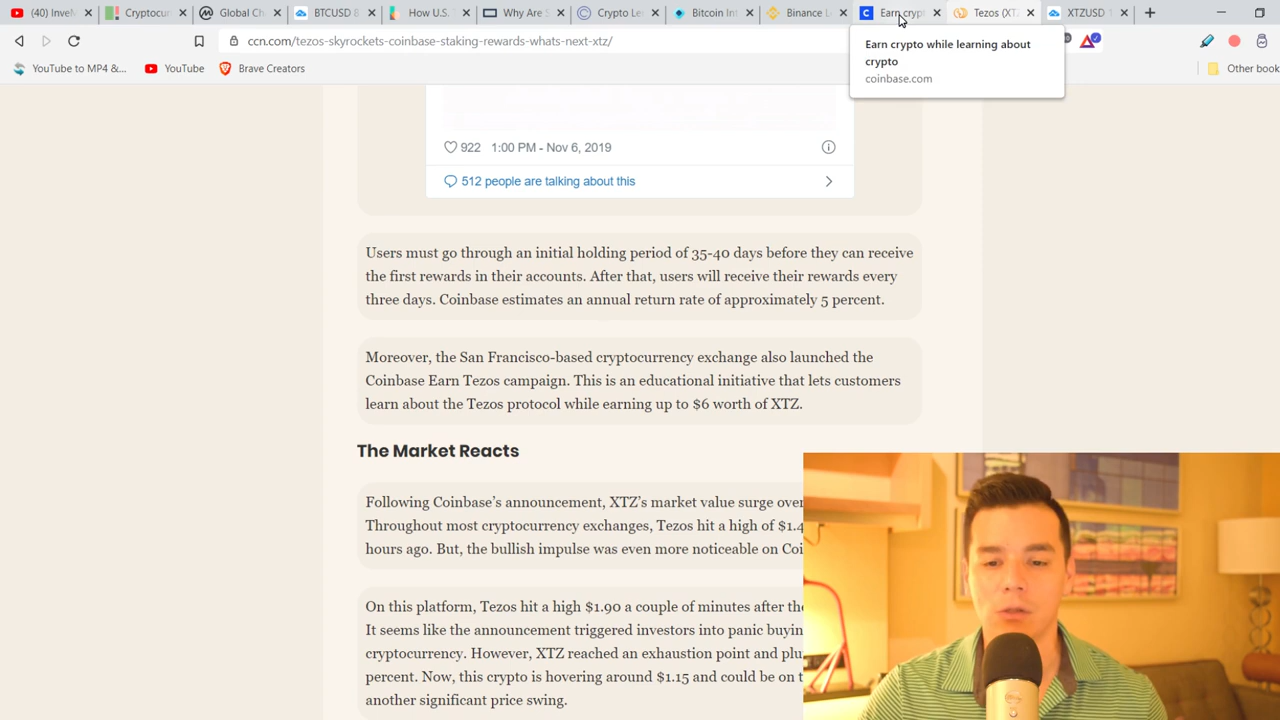 (40) InveM
Cryptocur
Global Ch
BTCUSD 8
How U.S.
Why Are S
Crypto Le
Bitcoin In
Binance L
Earn crypt
Tezos (XT
XTZUSD 1
ccn.com/tezos-skyrockets-coinbase-staking-rewards-whats-next-xtz/
YouTube to MP4 &...
YouTube
Brave Creators
Other book
Earn crypto while learning about
crypto
coinbase.com
922 1:00 PM - Nov 6, 2019
512 people are talking about this
Users must go through an initial holding period of 35-40 days before they can receive
the first rewards in their accounts. After that, users will receive their rewards every
three days. Coinbase estimates an annual return rate of approximately 5 percent.
Moreover, the San Francisco-based cryptocurrency exchange also launched the
Coinbase Earn Tezos campaign. This is an educational initiative that lets customers
learn about the Tezos protocol while earning up to $6 worth of XTZ.
The Market Reacts
Following Coinbase's announcement, XTZ's market value surge over
Throughout most cryptocurrency exchanges, Tezos hit a high of $1.4
hours ago. But, the bullish impulse was even more noticeable on Coi
On this platform, Tezos hit a high $1.90 a couple of minutes after the
It seems like the announcement triggered investors into panic buyin
cryptocurrency. However, XTZ reached an exhaustion point and plu
percent. Now, this crypto is hovering around $1.15 and could be on t
another significant price swing.